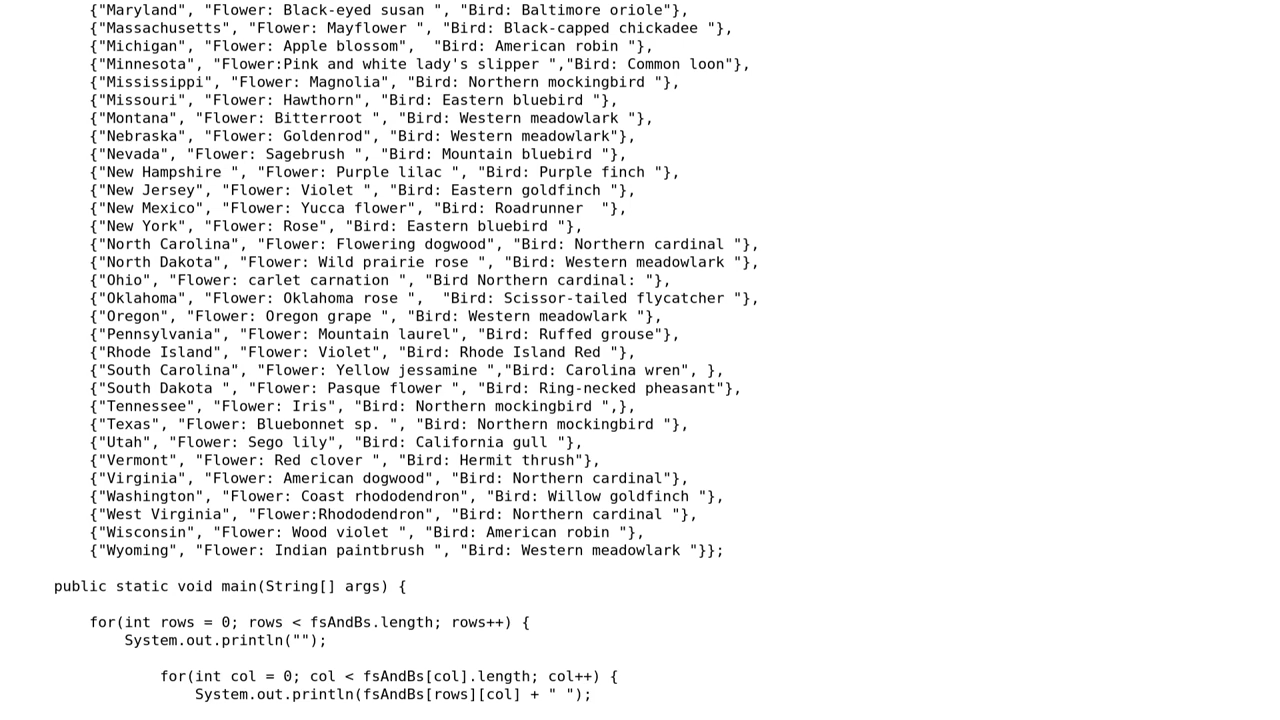 {"Maryland", "Flower: Black-eyed susan ", "Bird: Baltimore oriole"},
{"Massachusetts", "Flower: Mayflower ", "Bird: Black-capped chickadee "},
{"Michigan", "Flower: Apple blossom",  "Bird: American robin "},
{"Minnesota", "Flower:Pink and white lady's slipper ","Bird: Common loon"},
{"Mississippi", "Flower: Magnolia", "Bird: Northern mockingbird "},
{"Missouri", "Flower: Hawthorn", "Bird: Eastern bluebird "},
{"Montana", "Flower: Bitterroot ", "Bird: Western meadowlark "},
{"Nebraska", "Flower: Goldenrod", "Bird: Western meadowlark"},
{"Nevada", "Flower: Sagebrush ", "Bird: Mountain bluebird "},
{"New Hampshire ", "Flower: Purple lilac ", "Bird: Purple finch "},
{"New Jersey", "Flower: Violet ", "Bird: Eastern goldfinch "},
{"New Mexico", "Flower: Yucca flower", "Bird: Roadrunner  "},
{"New York", "Flower: Rose", "Bird: Eastern bluebird "},
{"North Carolina", "Flower: Flowering dogwood", "Bird: Northern cardinal "},
{"North Dakota", "Flower: Wild prairie rose ", "Bird: Western meadowlark "},
{"Ohio", "Flower: carlet carnation ", "Bird Northern cardinal: "},
{"Oklahoma", "Flower: Oklahoma rose ",  "Bird: Scissor-tailed flycatcher "},
{"Oregon", "Flower: Oregon grape ", "Bird: Western meadowlark "},
{"Pennsylvania", "Flower: Mountain laurel", "Bird: Ruffed grouse"},
{"Rhode Island", "Flower: Violet", "Bird: Rhode Island Red "},
{"South Carolina", "Flower: Yellow jessamine ","Bird: Carolina wren", },
{"South Dakota ", "Flower: Pasque flower ", "Bird: Ring-necked pheasant"},
{"Tennessee", "Flower: Iris", "Bird: Northern mockingbird ",},
{"Texas", "Flower: Bluebonnet sp. ", "Bird: Northern mockingbird "},
{"Utah", "Flower: Sego lily", "Bird: California gull "},
{"Vermont", "Flower: Red clover ", "Bird: Hermit thrush"},
{"Virginia", "Flower: American dogwood", "Bird: Northern cardinal"},
{"Washington", "Flower: Coast rhododendron", "Bird: Willow goldfinch "},
{"West Virginia", "Flower:Rhododendron", "Bird: Northern cardinal "},
{"Wisconsin", "Flower: Wood violet ", "Bird: American robin "},
{"Wyoming", "Flower: Indian paintbrush ", "Bird: Western meadowlark "}};
public static void main(String[] args) {
for(int rows = 0; rows < fsAndBs.length; rows++) {
System.out.println("");
for(int col = 0; col < fsAndBs[col].length; col++) {
System.out.println(fsAndBs[rows][col] + " ");